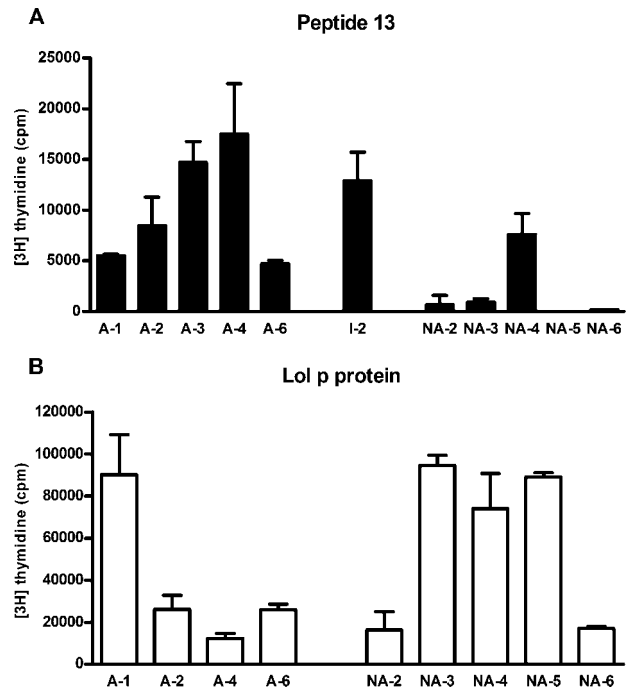 A
Peptide 13
[3H] thymidine (cpm)
25000
20000
15000
10000
5000
0
A-1 A-2 A-3 A-4 A-6 I-2 NA-2 NA-3 NA-4 NA-5 NA-6
B
Lol p protein
[3H] thymidine (cpm)
120000
100000
80000
60000
40000
20000
0
A-1 A-2 A-4 A-6 NA-2 NA-3 NA-4 NA-5 NA-6